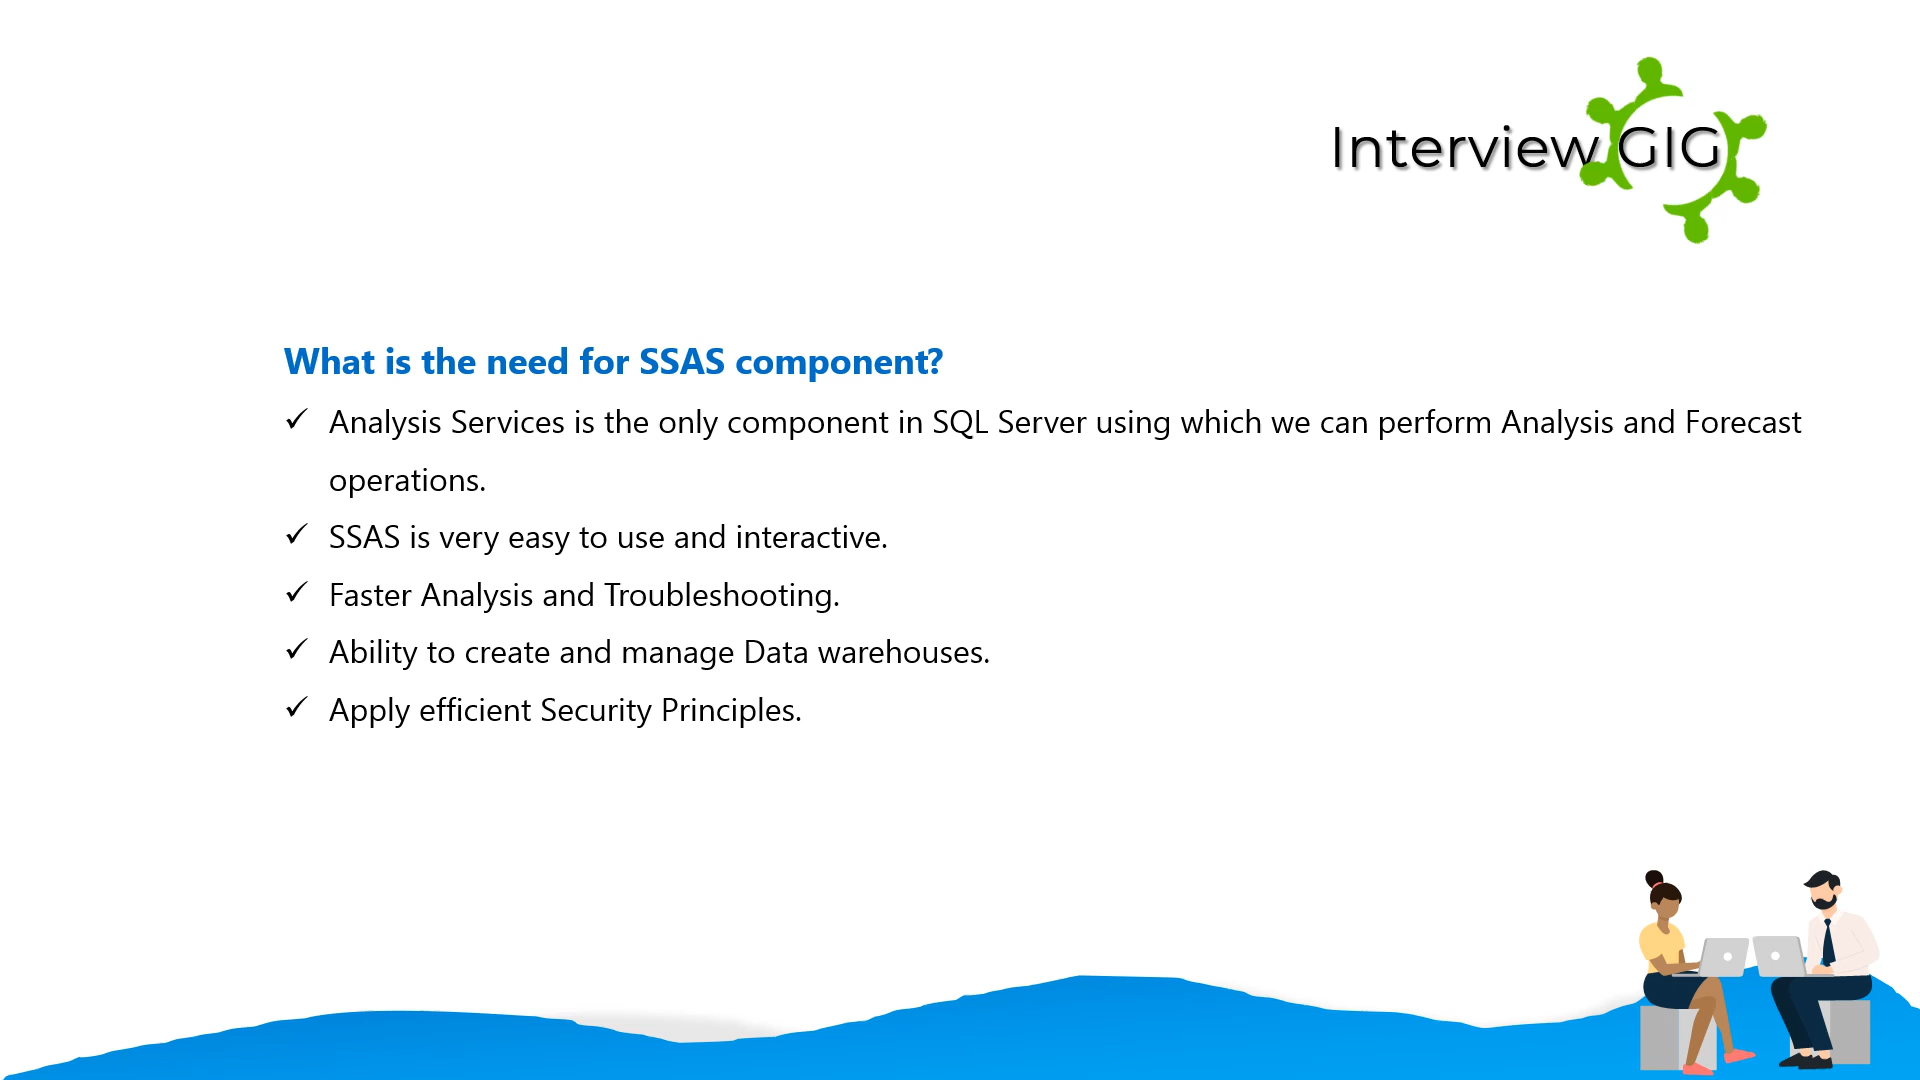 Interview GIG
What is the need for SSAS component?
✓ Analysis Services is the only component in SQL Server using which we can perform Analysis and Forecast
operations.
✓ SSAS is very easy to use and interactive.
✓ Faster Analysis and Troubleshooting.
✓ Ability to create and manage Data warehouses.
✓ Apply efficient Security Principles.